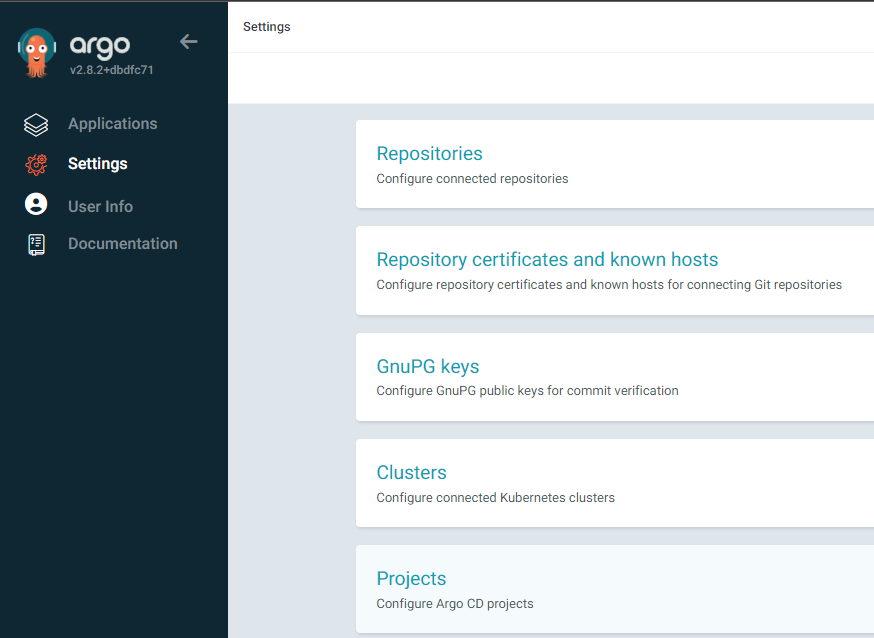 argo
v2.8.2+dbdfc71
Applications
Settings
User Info
Documentation
Settings
Repositories
Configure connected repositories
Repository certificates and known hosts
Configure repository certificates and known hosts for connecting Git repositories
GnuPG keys
Configure GnuPG public keys for commit verification
Clusters
Configure connected Kubernetes clusters
Projects
Configure Argo CD projects